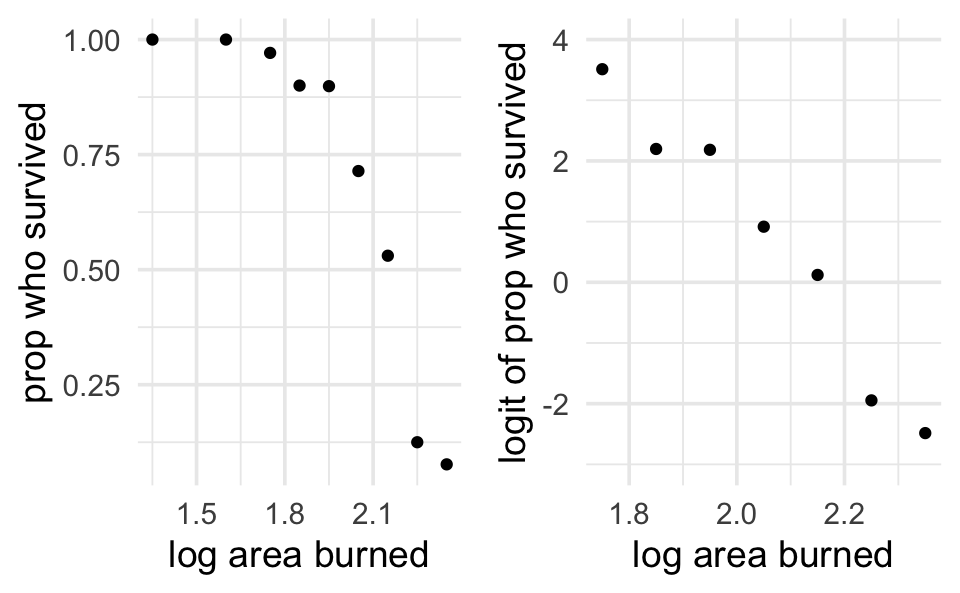 prop who survived
1.00
0.75
0.50
0.25
1.5 1.8 2.1
log area burned
logit of prop who survived
4
2
0
-2
1.8 2.0 2.2
log area burned